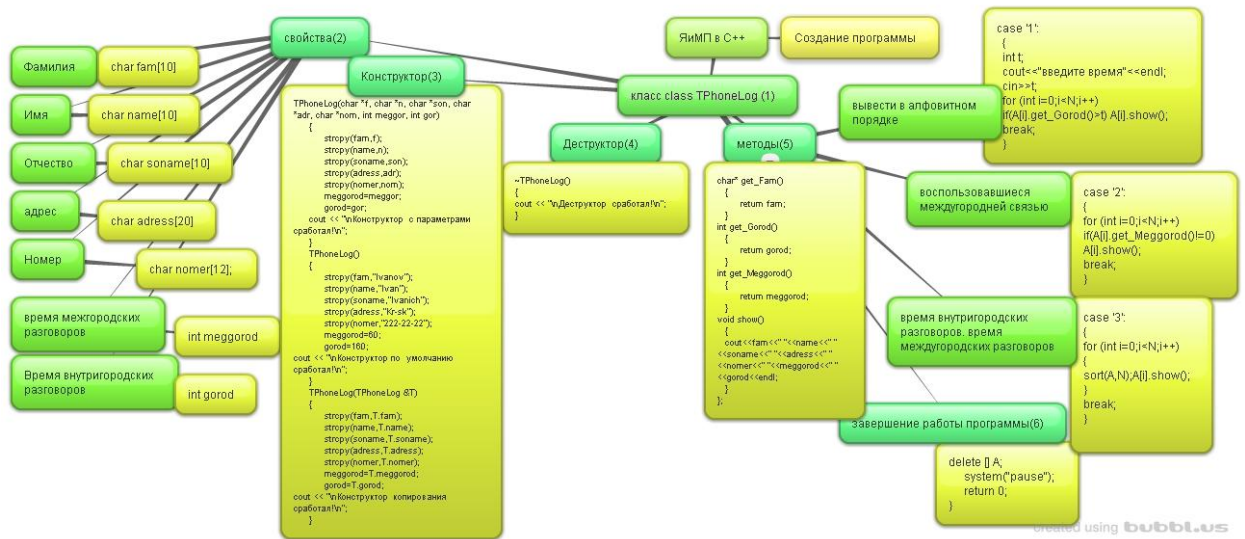 свойства(2)
Фамилия
char fam[10]
Имя
char name[10]
Отчество
char soname[10]
адрес
char adress[20]
Номер
char nomer[12];
время межгородских
разговоров
int meggorod
Время внутригородских
разговоров
int gorod
Конструктор(3)
TPhoneLog(char *f, char *n, char *son, char
*adr, char *nom, int meggor, int gor)
{
strcpy(fam,f);
strcpy(name,n);
strcpy(soname,son);
strcpy(adress,adr);
strcpy(nomer,nom);
meggorod=meggor;
gorod=gor;
cout << "\nКонструктор с параметрами
сработал!\n";
}
TPhoneLog()
{
strcpy(fam,"Ivanov");
strcpy(name,"Ivan");
strcpy(soname,"Ivanich");
strcpy(adress,"Kr-sk");
strcpy(nomer,"222-22-22");
meggorod=60;
gorod=160;
cout << "\nКонструктор по умолчанию
сработал!\n";
}
TPhoneLog(TPhoneLog &T)
{
strcpy(fam,T.fam);
strcpy(name,T.name);
strcpy(soname,T.soname);
strcpy(adress,T.adress);
strcpy(nomer,T.nomer);
meggorod=T.meggorod;
gorod=T.gorod;
cout << "\nКонструктор копирования
сработал!\n";
}
ЯиМП в C++
Создание программы
класс class TPhoneLog (1)
Деструктор(4)
~TPhoneLog()
{
cout << "\nДеструктор сработал!\n";
}
методы(5)
char* get_Fam()
{
return fam;
}
int get_Gorod()
{
return gorod;
}
int get_Meggorod()
{
return meggorod;
}
void show()
{
cout<<fam<<" "<<name<<" "
<<soname<<" "<<adress<<" "
<<nomer<<" "<<meggorod<<" "
<<gorod<<endl;
}
};
вывести в алфовитном
порядке
case '1':
{
int t;
cout<<"введите время"<<endl;
cin>>t;
for (int i=0;i<N;i++)
if(A[i].get_Gorod()>t) A[i].show();
break;
}
воспользовавшиеся
междугородней связью
case '2':
{
for (int i=0;i<N;i++)
if(A[i].get_Meggorod()!=0)
A[i].show();
break;
}
время внутригородских
разговоров. время
междугородских разговоров
case '3':
{
for (int i=0;i<N;i++)
{
sort(A,N);A[i].show();
}
break;
}
завершение работы программы(6)
delete [] A;
system("pause");
return 0;
}
created using bubbl.us